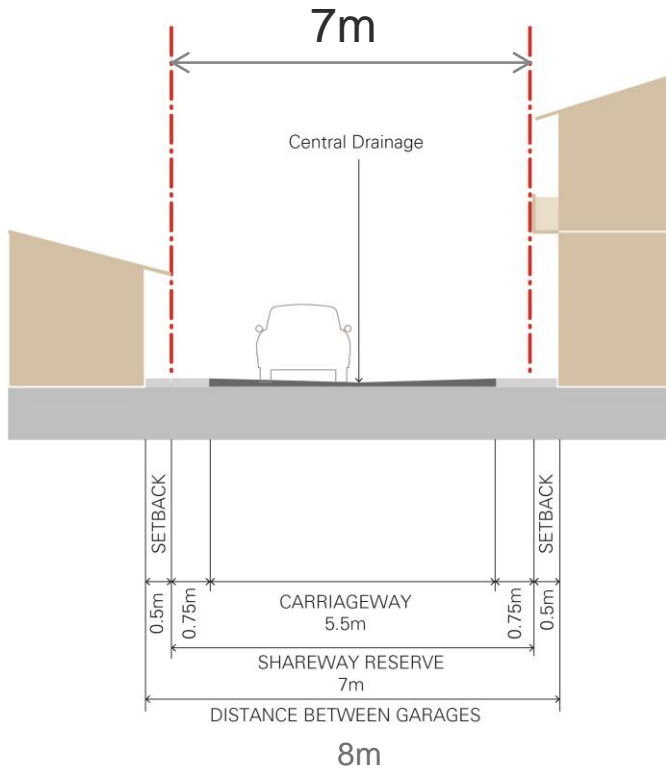 7m
Central Drainage
SETBACK
SETBACK
0.5m
0.75m
CARRIAGEWAY
5.5m
0.75m
0.5m
SHAREWAY RESERVE
7m
DISTANCE BETWEEN GARAGES
8m